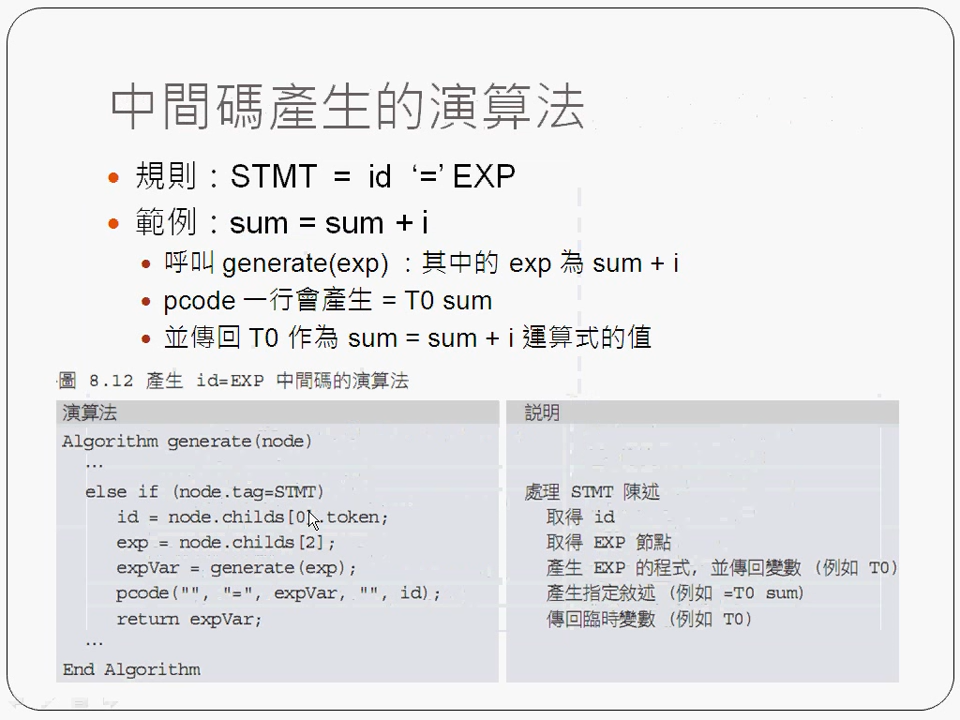 中間碼產生的演算法
規則：STMT = id ‘=’ EXP
範例：sum = sum + i
呼叫 generate(exp) ：其中的 exp 為 sum + i
pcode 一行會產生 = T0 sum
並傳回 T0 作為 sum = sum + i 運算式的值
圖 8.12 產生 id=EXP 中間碼的演算法
演算法 說明
Algorithm generate(node)
…
else if (node.tag=STMT) 處理 STMT 陳述
id = node.childs[0].token; 取得 id
exp = node.childs[2]; 取得 EXP 節點
expVar = generate(exp); 產生 EXP 的程式, 並傳回變數 (例如 T0)
pcode("", "=", expVar, "", id); 產生指定敘述 (例如 =T0 sum)
return expVar; 傳回臨時變數 (例如 T0)
…
End Algorithm